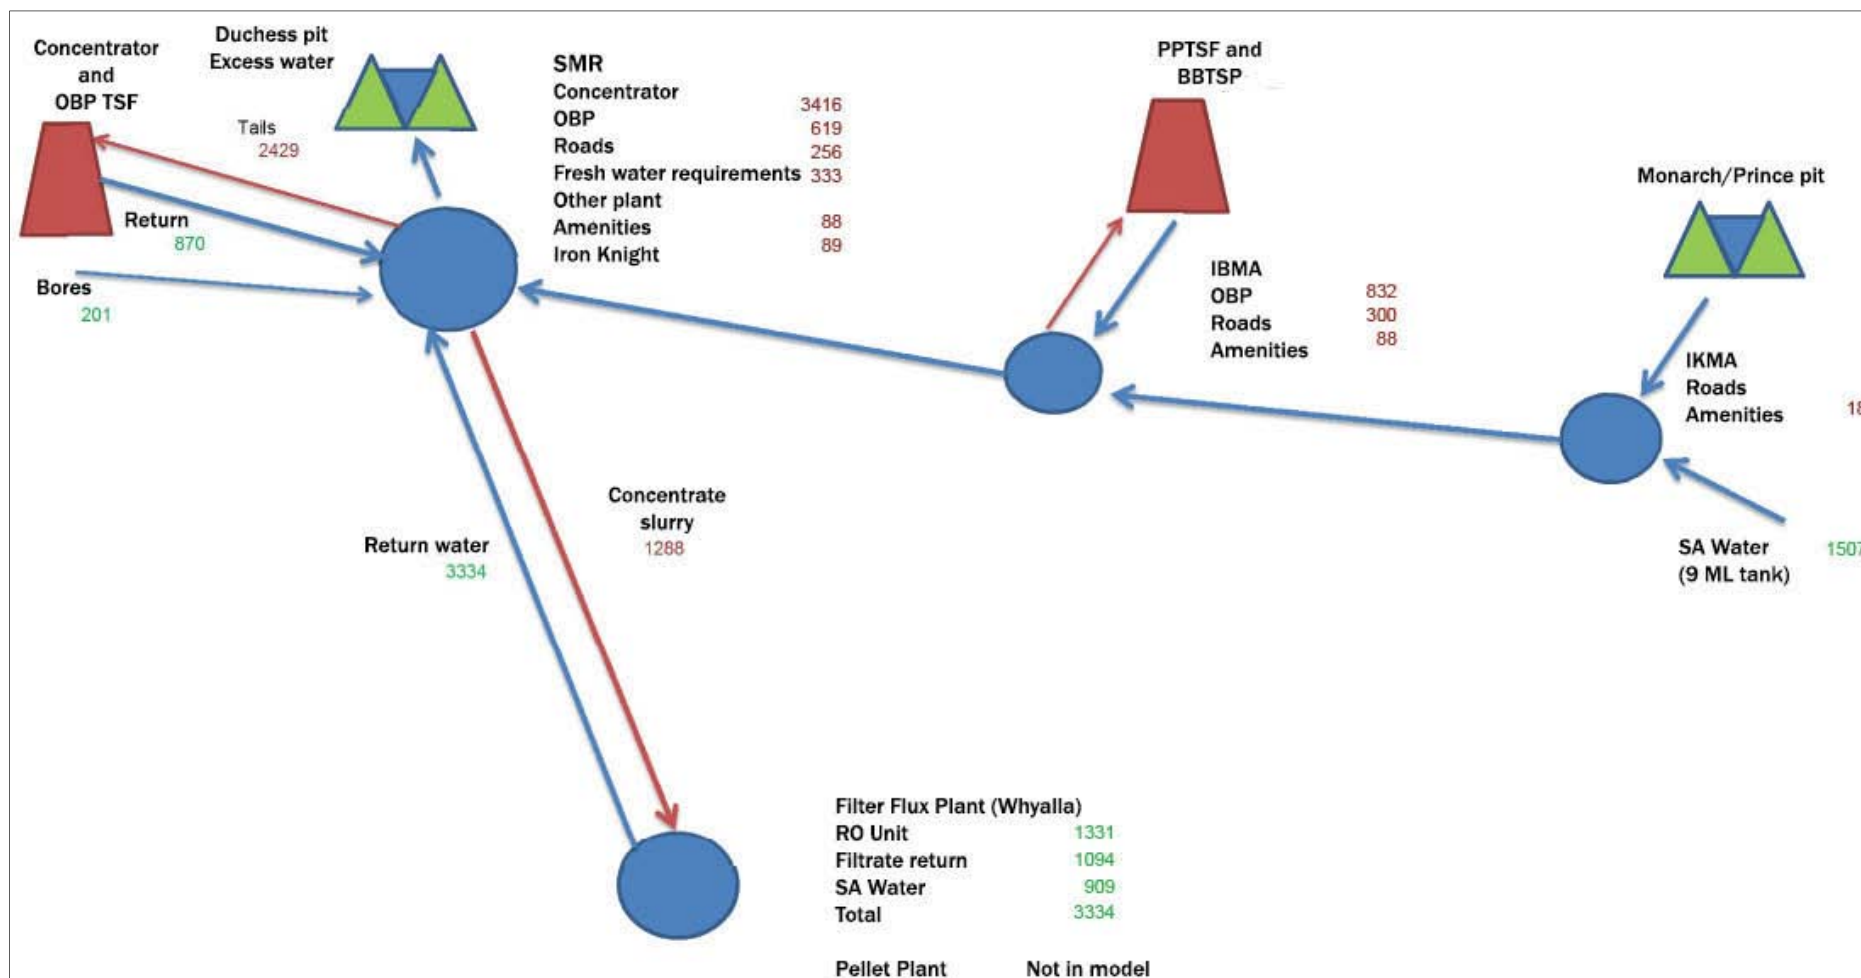 Concentrator
and
OBP TSF
Duchess pit
Excess water
Tails
2429
Return
870
Bores
201
SMR
Concentrator 3416
OBP 619
Roads 256
Fresh water requirements 333
Other plant
Amenities 88
Iron Knight 89
PPTSF and
BBTSP
IBMA
OBP 832
Roads 300
Amenities 88
Monarch/Prince pit
IKMA
Roads
Amenities 18
SA Water 1507
(9 ML tank)
Return water
3334
Concentrate
slurry
1288
Filter Flux Plant (Whyalla)
RO Unit 1331
Filtrate return 1094
SA Water 909
Total 3334
Pellet Plant Not in model